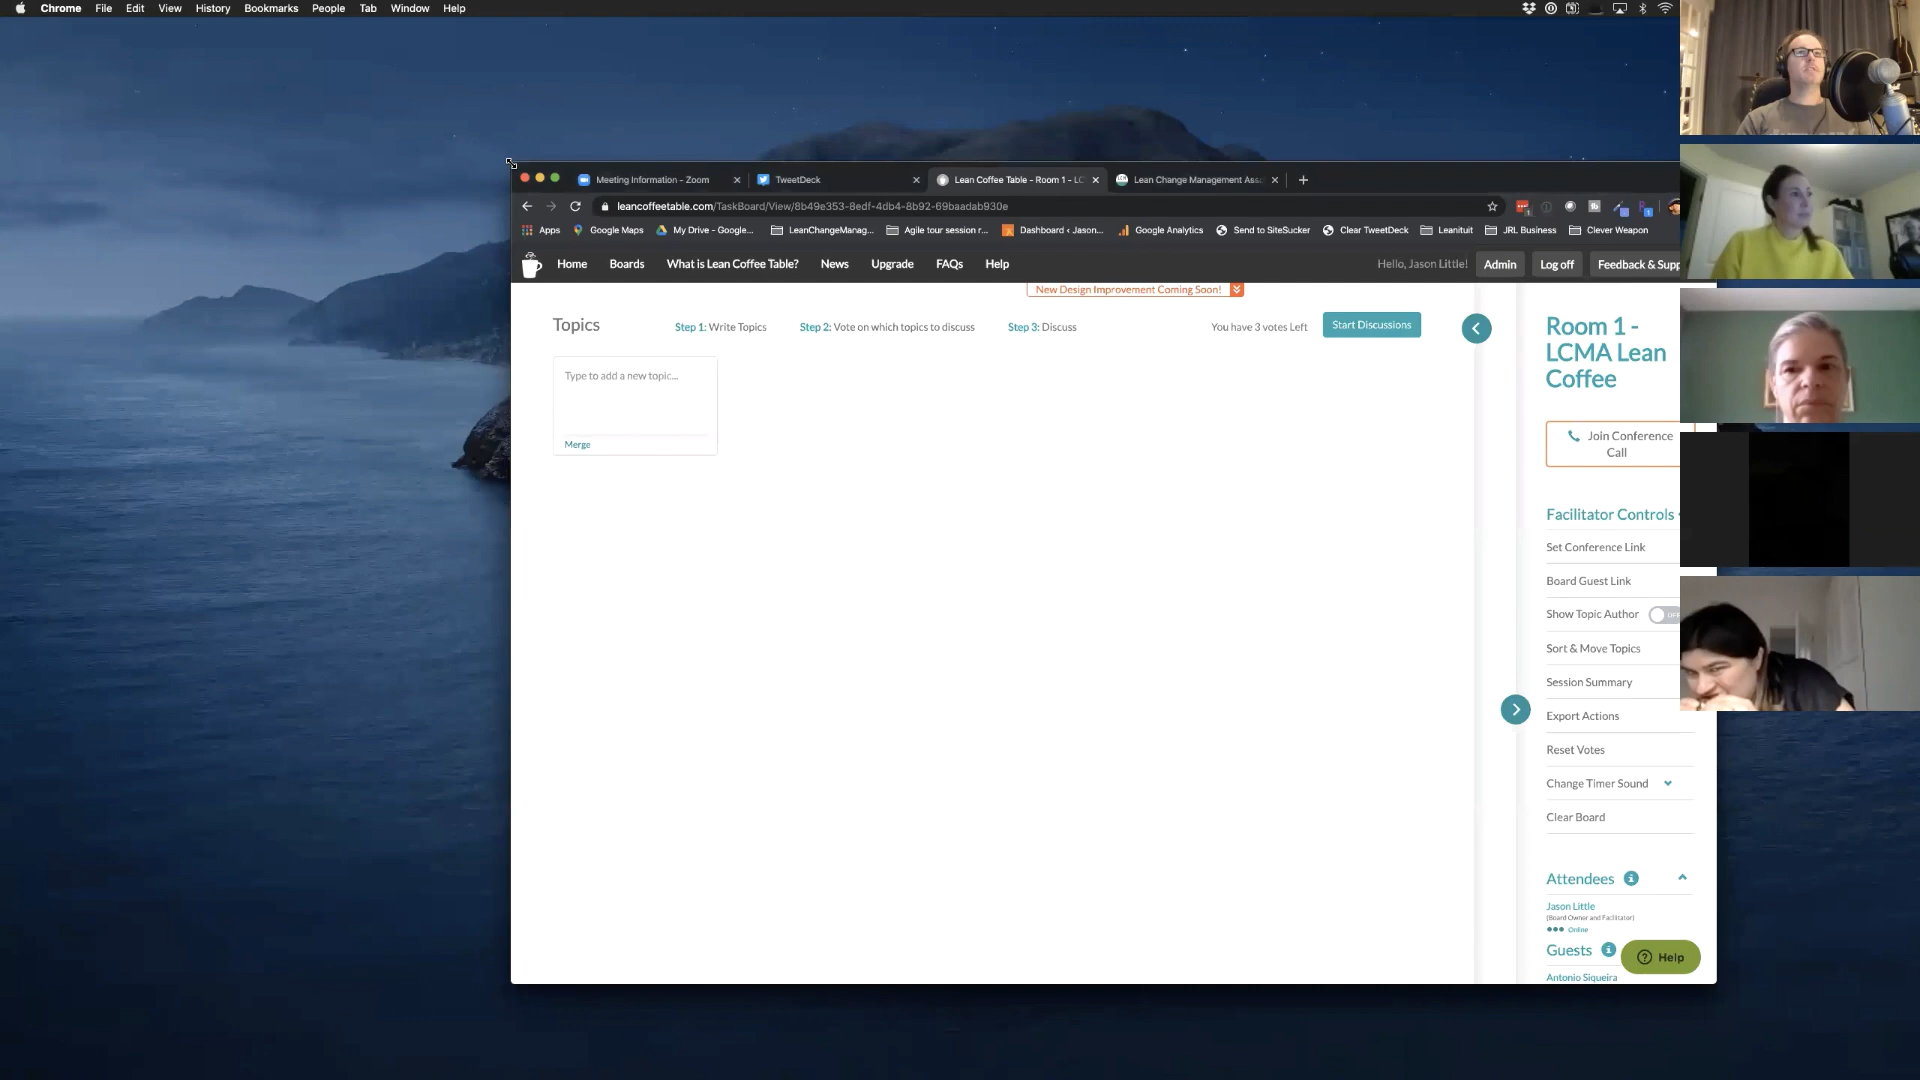 Chrome File Edit View History Bookmarks People Tab Window Help
Meeting Information - Zoom
TweetDeck
Lean Coffee Table - Room 1 - LC
Lean Change Management Ass
leancoffeetable.com/TaskBoard/View/8b49e353-8edf-4db4-8b92-69baadab930e
Apps Google Maps My Drive - Google... LeanChangeManag... Agile tour session r... Dashboard ‹ Jason... Google Analytics Send to SiteSucker Clear TweetDeck Leanituit JRL Business Clever Weapon
Home Boards What is Lean Coffee Table? News Upgrade FAQs Help Hello, Jason Little! Admin Log off Feedback & Supp
New Design Improvement Coming Soon!
Topics
Step 1: Write Topics
Step 2: Vote on which topics to discuss
Step 3: Discuss
You have 3 votes Left
Start Discussions
Type to add a new topic...
Merge
Room 1 -
LCMA Lean
Coffee
Join Conference
Call
Facilitator Controls
Set Conference Link
Board Guest Link
Show Topic Author OFF
Sort & Move Topics
Session Summary
Export Actions
Reset Votes
Change Timer Sound
Clear Board
Attendees
Jason Little
(Board Owner and Facilitator)
Online
Guests
Help
Antonio Siqueira